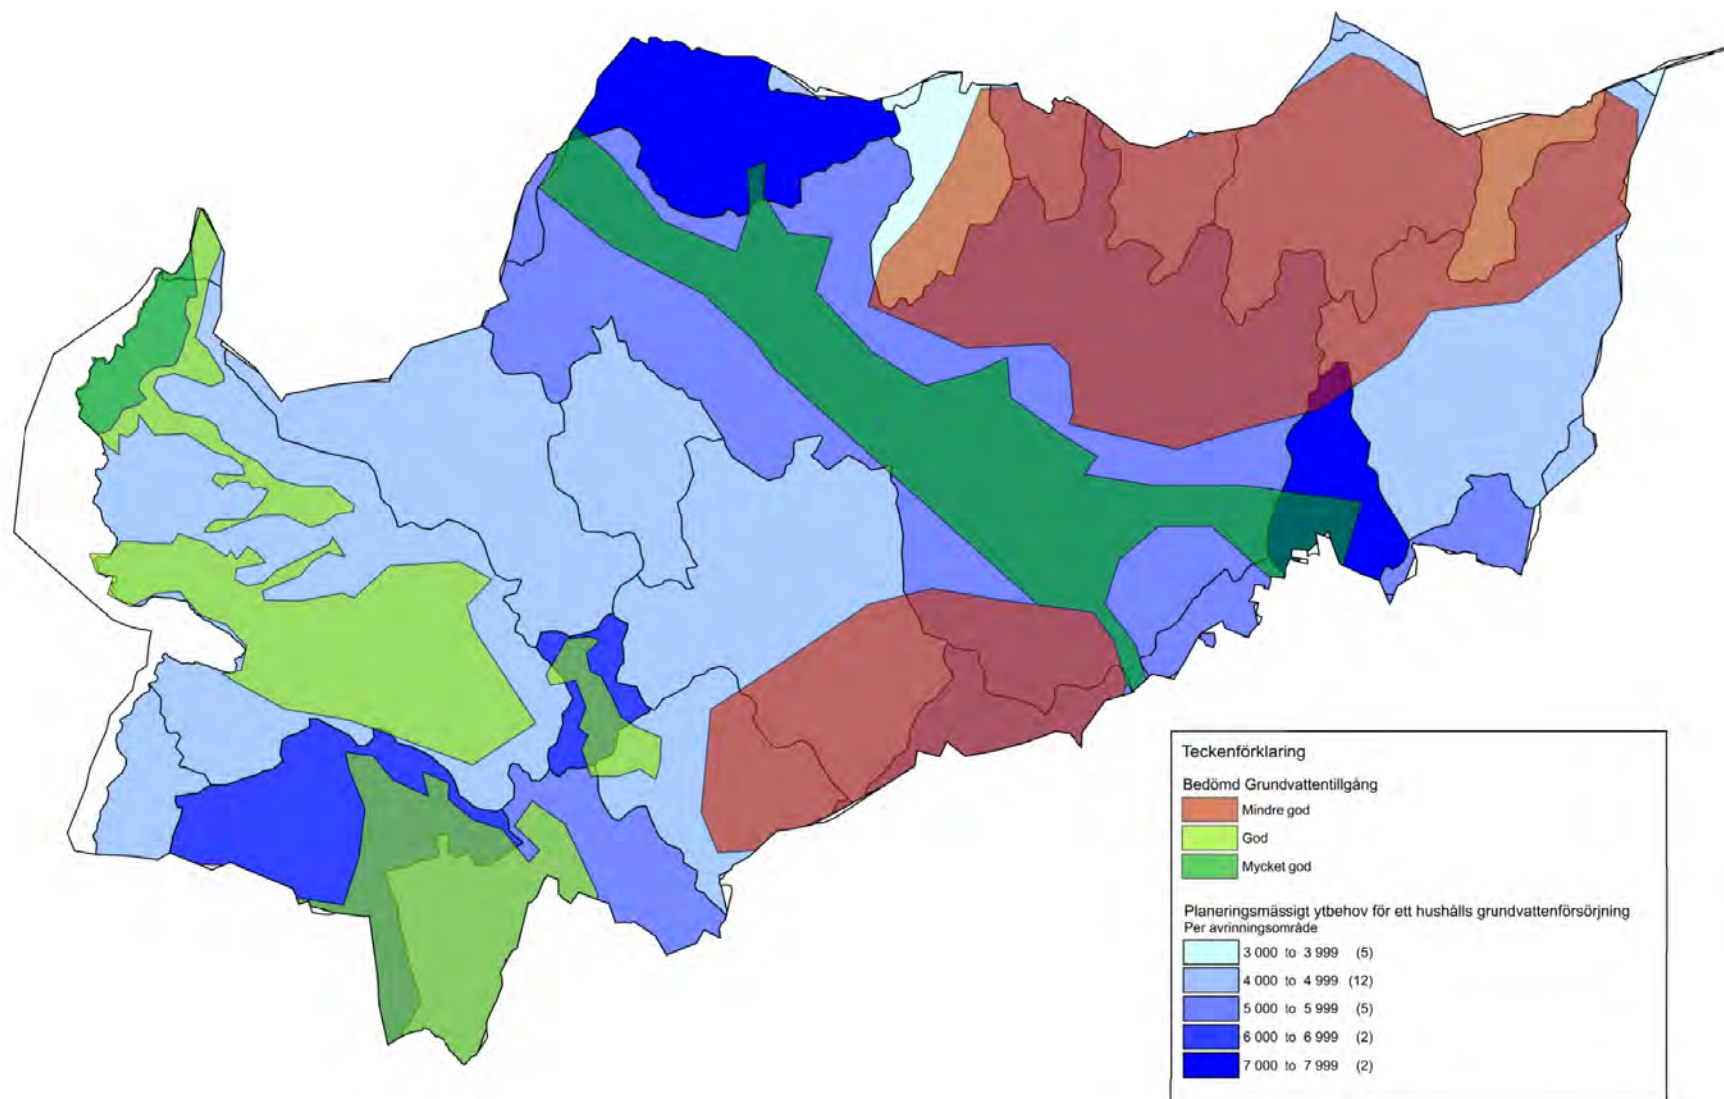 Teckenförklaring
Bedömd Grundvattentillgång
Mindre god
God
Mycket god
Planeringsmässigt ytbehov för ett hushålls grundvattenförsörjning
Per avrinningsområde
3 000 to 3 999 (5)
4 000 to 4 999 (12)
5 000 to 5 999 (5)
6 000 to 6 999 (2)
7 000 to 7 999 (2)